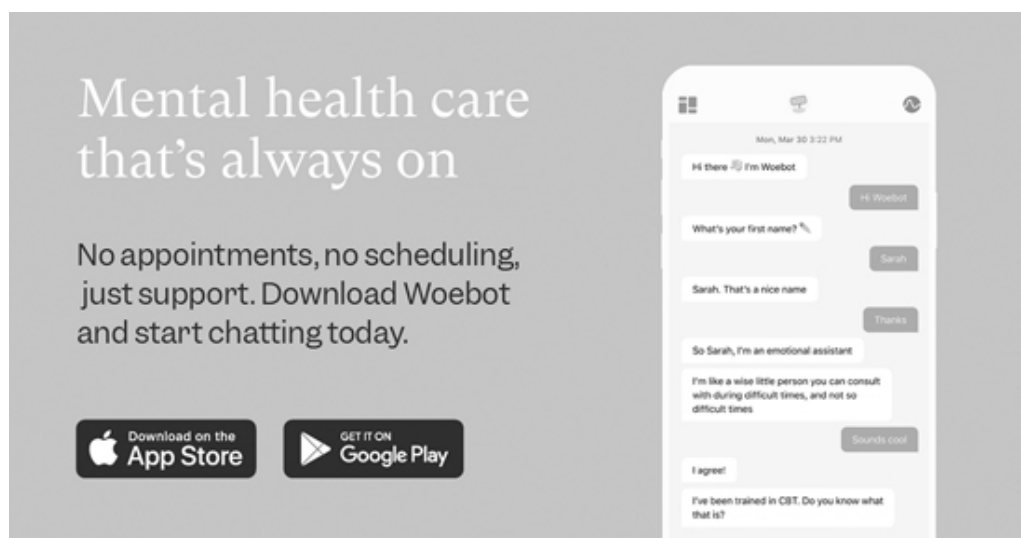 Mental health care
that's always on
No appointments, no scheduling,
just support. Download Woebot
and start chatting today.
Download on the
App Store
GET IT ON
Google Play
Mon, Mar 30 3:22 PM
Hi there 👋 I'm Woebot
Hi Woebot
What's your first name? ✏️
Sarah
Sarah. That's a nice name
Thanks
So Sarah, I'm an emotional assistant
I'm like a wise little person you can consult
with during difficult times, and not so
difficult times
Sounds cool
I agree!
I've been trained in CBT. Do you know what
that is?